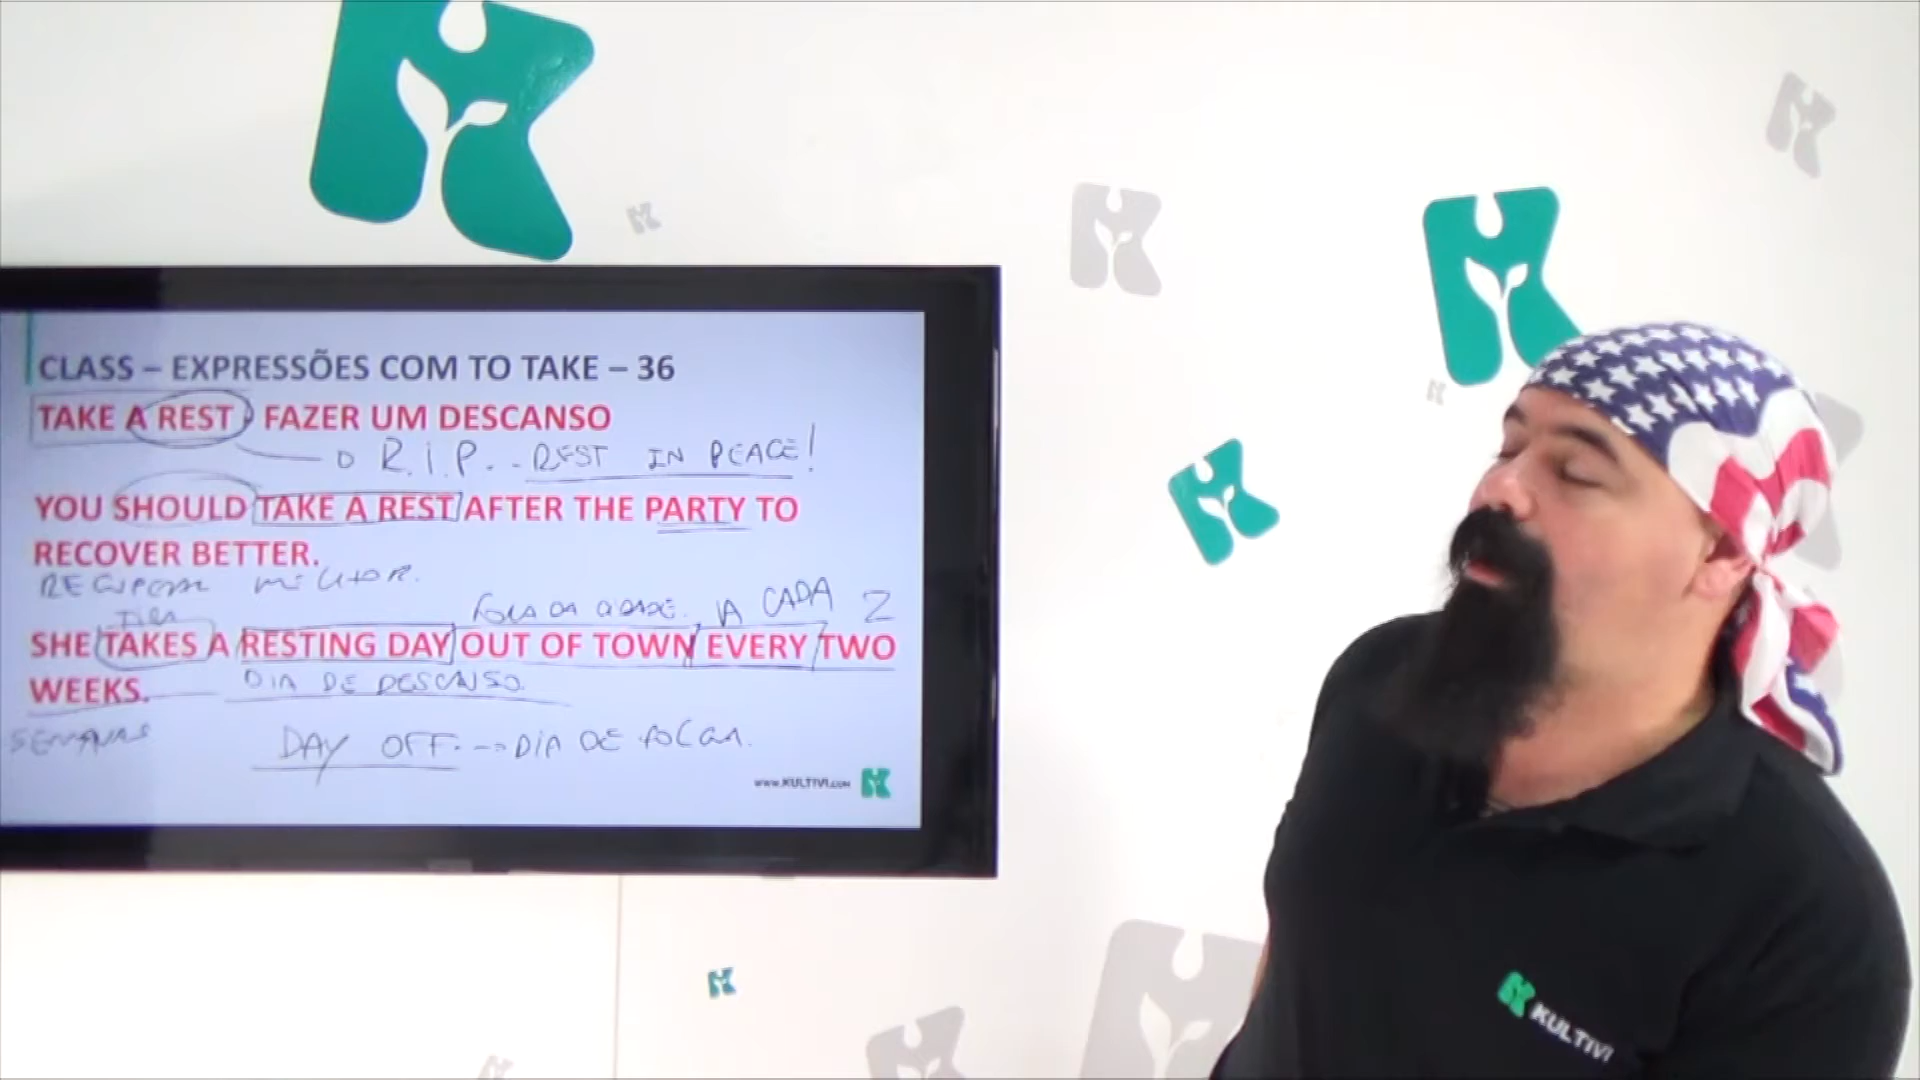 CLASS – EXPRESSÕES COM TO TAKE – 36
TAKE A REST - FAZER UM DESCANSO
R.I.P. - REST IN PEACE!
YOU SHOULD TAKE A REST AFTER THE PARTY TO
RECOVER BETTER.
FORA DA CIDADE. A CADA 2
SHE TAKES A RESTING DAY OUT OF TOWN EVERY TWO
WEEKS.
DIA DE DESCANSO.
SEMANAS
DAY OFF. --> DIA DE FOLGA.
WWW.KULTIVI.COM
KULTIVI